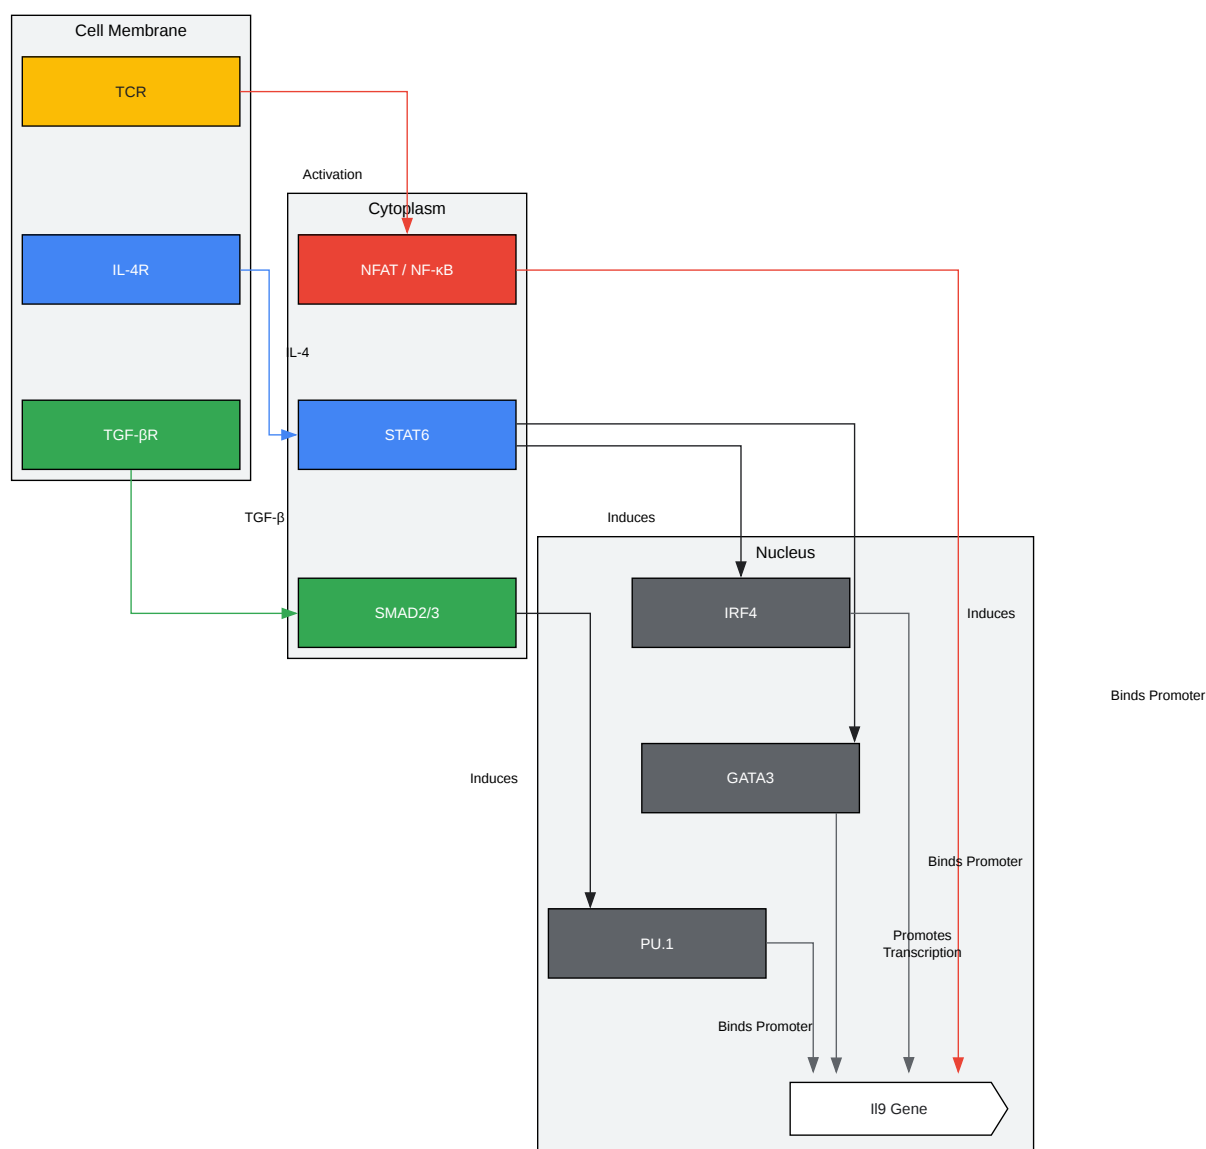 Cell Membrane
TCR
Activation
Cytoplasm
IL-4R
NFAT / NF-κB
IL-4
TGF-βR
STAT6
TGF-β
Induces
Nucleus
SMAD2/3
IRF4
Induces
Binds Promoter
Induces
GATA3
Binds Promoter
PU.1
Promotes
Transcription
Binds Promoter
Il9 Gene